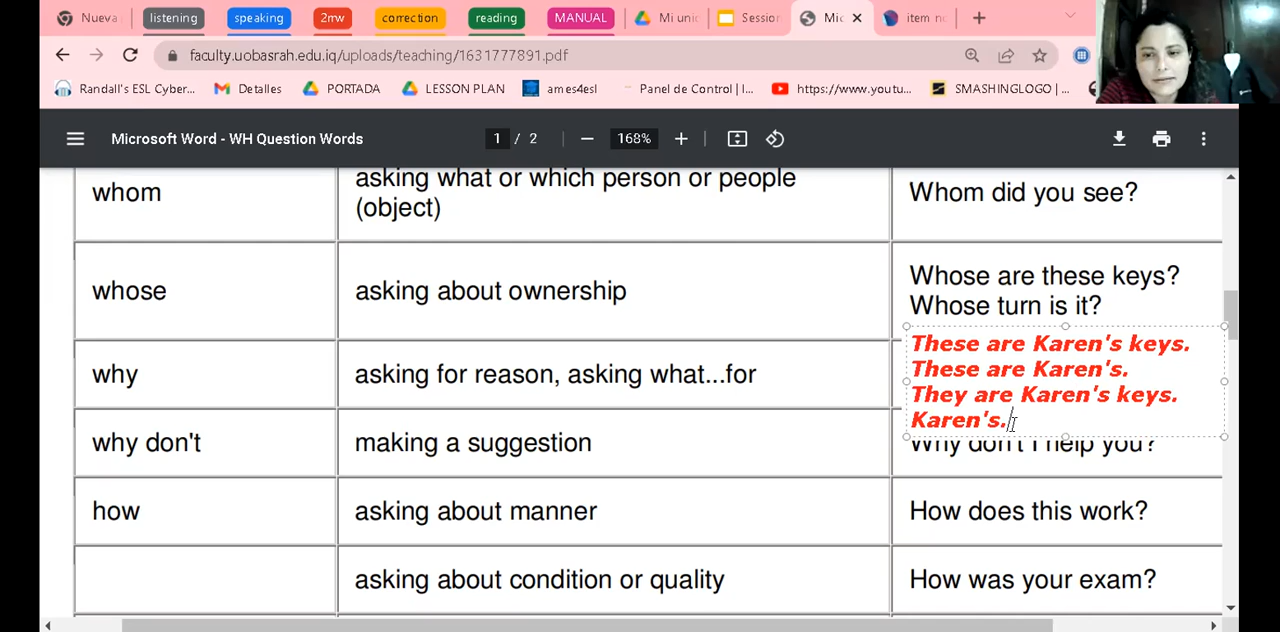 Nueva listening speaking 2mw correction reading MANUAL Mi uni Session Mic item no
faculty.uobasrah.edu.iq/uploads/teaching/1631777891.pdf
Randall's ESL Cyber... Detalles PORTADA LESSON PLAN ames4esl Panel de Control | I... https://www.youtu... SMASHINGLOGO | ...
Microsoft Word - WH Question Words 1 / 2 168%
whom
asking what or which person or people
(object)
Whom did you see?
whose
asking about ownership
Whose are these keys?
Whose turn is it?
These are Karen's keys.
These are Karen's.
They are Karen's keys.
Karen's.
why
asking for reason, asking what...for
why don't
making a suggestion
Why don't I help you?
how
asking about manner
How does this work?
asking about condition or quality
How was your exam?